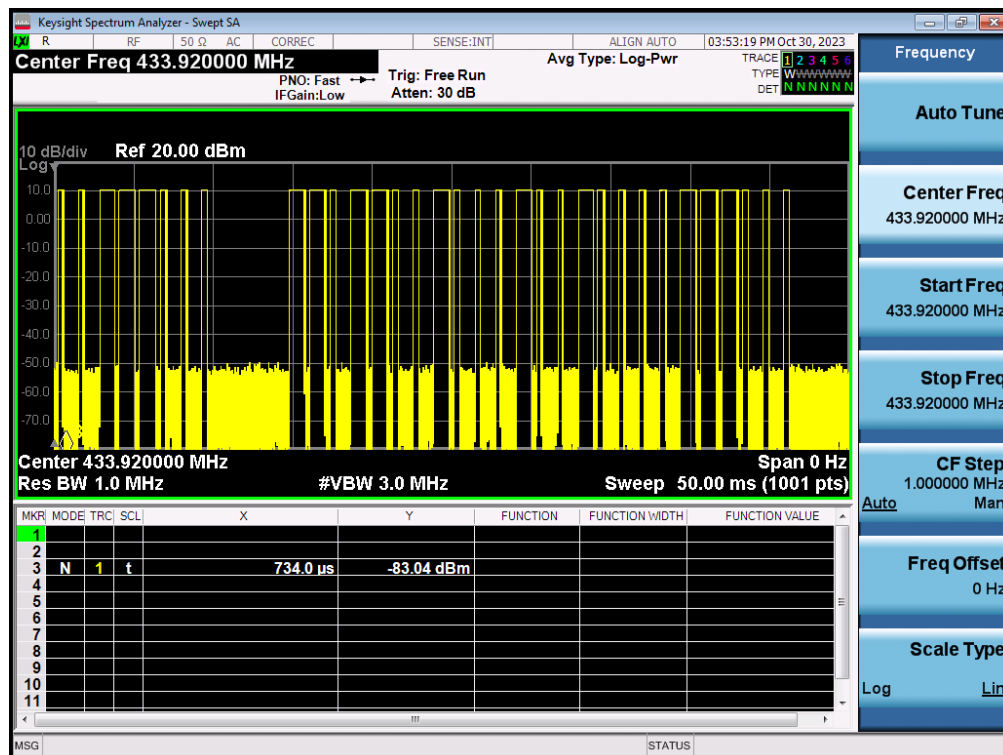 Keysight Spectrum Analyzer - Swept SA
LXI R RF 50 Ω AC CORREC SENSE:INT ALIGN AUTO 03:53:19 PM Oct 30, 2023
Center Freq 433.920000 MHz
PNO: Fast
IFGain:Low
Trig: Free Run
Atten: 30 dB
Avg Type: Log-Pwr
TRACE 1 2 3 4 5 6
TYPE WWWWWW
DET N N N N N N
10 dB/div Ref 20.00 dBm
Log
10.0
0.00
-10.0
-20.0
-30.0
-40.0
-50.0
-60.0
-70.0
Center 433.920000 MHz Span 0 Hz
Res BW 1.0 MHz #VBW 3.0 MHz Sweep 50.00 ms (1001 pts)
MKR MODE TRC SCL X Y FUNCTION FUNCTION WIDTH FUNCTION VALUE
1
2
3 N 1 t 734.0 µs -83.04 dBm
4
5
6
7
8
9
10
11
MSG STATUS
Frequency
Auto Tune
Center Freq
433.920000 MHz
Start Freq
433.920000 MHz
Stop Freq
433.920000 MHz
CF Step
1.000000 MHz
Auto Man
Freq Offset
0 Hz
Scale Type
Log Lin